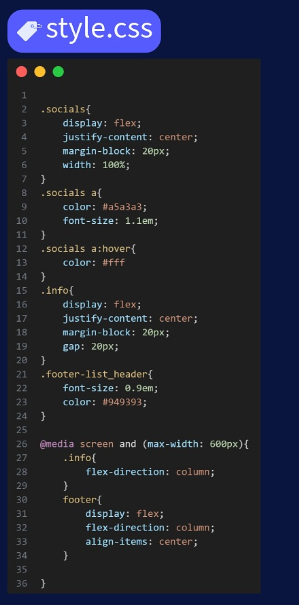 style.css
1
2 .socials{
3     display: flex;
4     justify-content: center;
5     margin-block: 20px;
6     width: 100%;
7 }
8 .socials a{
9     color: #a5a3a3;
10     font-size: 1.1em;
11 }
12 .socials a:hover{
13     color: #fff
14 }
15 .info{
16     display: flex;
17     justify-content: center;
18     margin-block: 20px;
19     gap: 20px;
20 }
21 .footer-list_header{
22     font-size: 0.9em;
23     color: #949393;
24 }
25
26 @media screen and (max-width: 600px){
27     .info{
28         flex-direction: column;
29     }
30     footer{
31         display: flex;
32         flex-direction: column;
33         align-items: center;
34     }
35
36 }